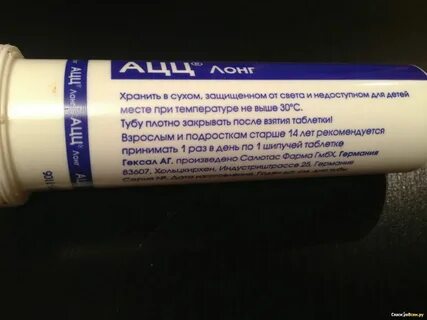 АЦЦ® Лонг
Хранить в сухом, защищенном от света и недоступном для детей
месте при температуре не выше 30°С.
Тубу плотно закрывать после взятия таблетки!
Взрослым и подросткам старше 14 лет рекомендуется
принимать 1 раз в день по 1 шипучей таблетке
Гексал АГ, произведено Салютас Фарма ГмбХ, Германия
83607, Хольцкирхен, Индустриштрассе 25, Германия
АЦЦ® Лонг